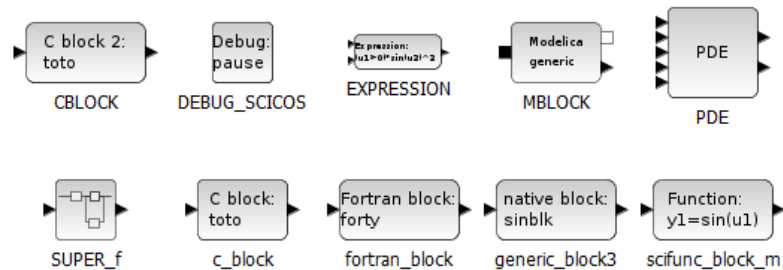 C block 2:
toto
CBLOCK
Debug:
pause
DEBUG_SCICOS
Expression:
(u1>0)*sin(u2)^2
EXPRESSION
Modelica
generic
MBLOCK
PDE
PDE
SUPER_f
C block:
toto
c_block
Fortran block:
forty
fortran_block
native block:
sinblk
generic_block3
Function:
y1=sin(u1)
scifunc_block_m